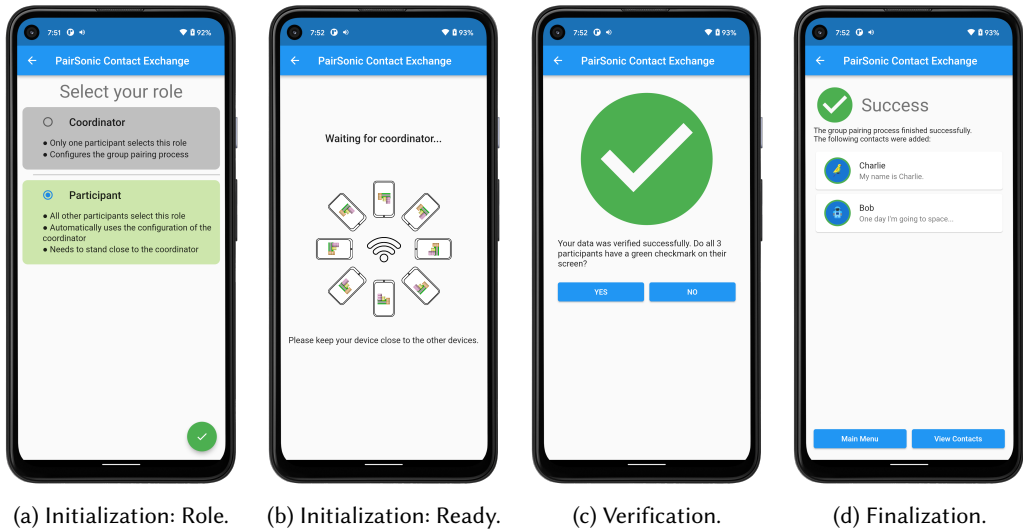 7:51 92%
PairSonic Contact Exchange
Select your role
Coordinator
● Only one participant selects this role
● Configures the group pairing process
Participant
● All other participants select this role
● Automatically uses the configuration of the
coordinator
● Needs to stand close to the coordinator
(a) Initialization: Role.
7:52 93%
PairSonic Contact Exchange
Waiting for coordinator...
Please keep your device close to the other devices.
(b) Initialization: Ready.
7:52 93%
PairSonic Contact Exchange
Your data was verified successfully. Do all 3
participants have a green checkmark on their
screen?
YES NO
(c) Verification.
7:52 93%
PairSonic Contact Exchange
Success
The group pairing process finished successfully.
The following contacts were added:
Charlie
My name is Charlie.
Bob
One day I'm going to space...
Main Menu View Contacts
(d) Finalization.